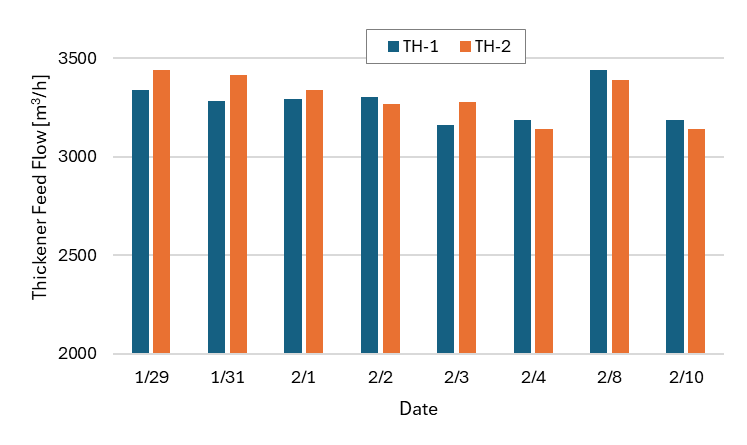 TH-1 TH-2
Thickener Feed Flow [m³/h]
3500
3000
2500
2000
1/29 1/31 2/1 2/2 2/3 2/4 2/8 2/10
Date